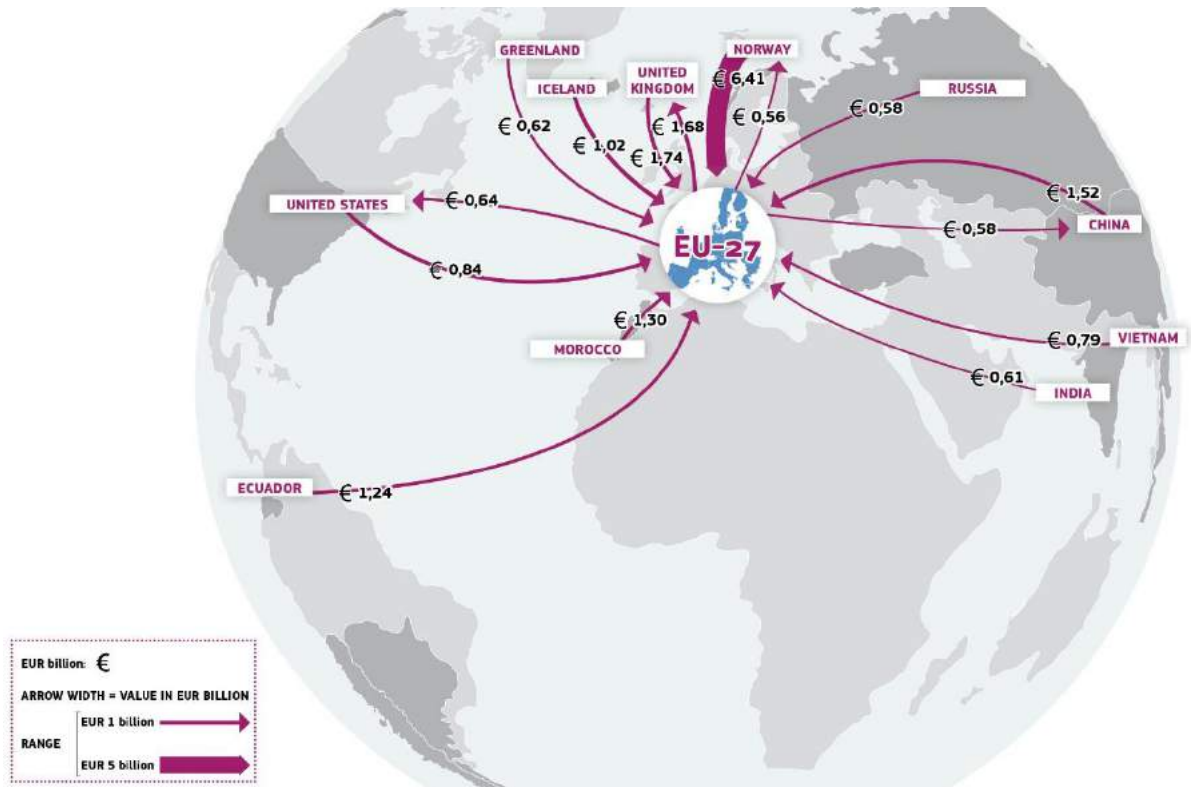 GREENLAND
NORWAY
UNITED
KINGDOM
ICELAND
RUSSIA
€ 6,41
€ 0,56
€ 0,58
€ 0,62
€ 1,02
€ 1,68
€ 1,74
€ 1,52
UNITED STATES
€ 0,64
€ 0,58
CHINA
EU-27
€ 0,84
€ 1,30
MOROCCO
€ 0,79
VIETNAM
€ 0,61
INDIA
ECUADOR
€ 1,24
EUR billion: €
ARROW WIDTH = VALUE IN EUR BILLION
EUR 1 billion
RANGE
EUR 5 billion